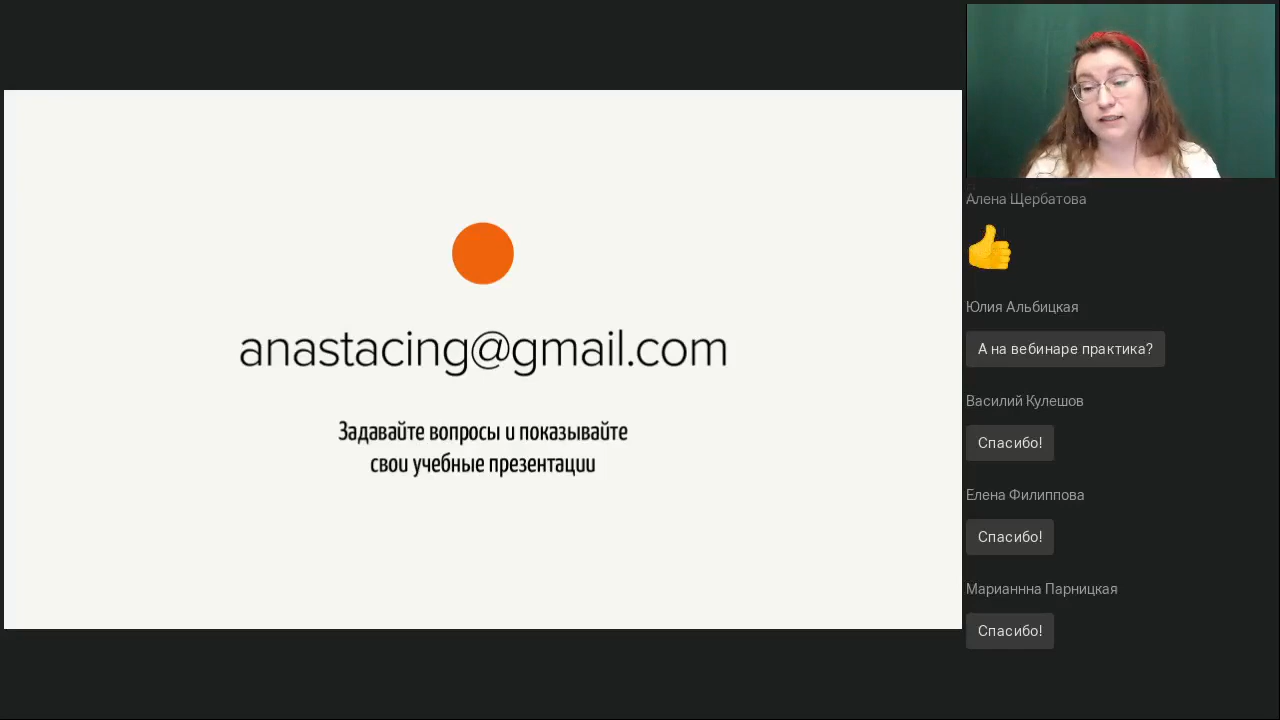 anastacing@gmail.com
Задавайте вопросы и показывайте
свои учебные презентации
Алена Щербатова
Юлия Альбицкая
А на вебинаре практика?
Василий Кулешов
Спасибо!
Елена Филиппова
Спасибо!
Марианнна Парницкая
Спасибо!